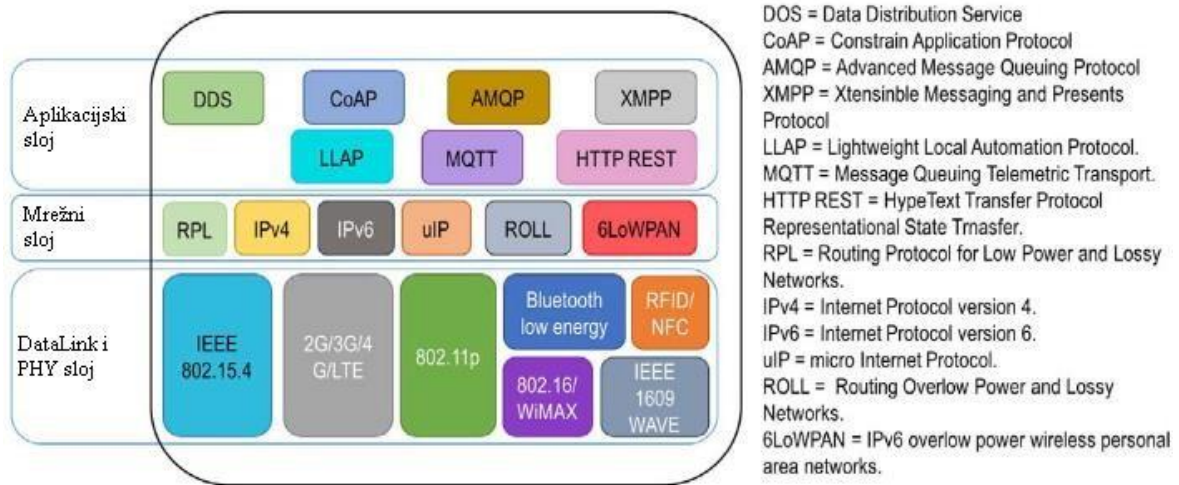 Aplikacijski
sloj
DDS
CoAP
AMQP
XMPP
LLAP
MQTT
HTTP REST
Mrežni
sloj
RPL
IPv4
IPv6
uIP
ROLL
6LoWPAN
DataLink i
PHY sloj
IEEE
802.15.4
2G/3G/4
G/LTE
802.11p
Bluetooth
low energy
RFID/
NFC
802.16/
WiMAX
IEEE
1609
WAVE
DOS = Data Distribution Service
CoAP = Constrain Application Protocol
AMQP = Advanced Message Queuing Protocol
XMPP = Xtensinble Messaging and Presents
Protocol
LLAP = Lightweight Local Automation Protocol.
MQTT = Message Queuing Telemetric Transport.
HTTP REST = HypeText Transfer Protocol
Representational State Trnasfer.
RPL = Routing Protocol for Low Power and Lossy
Networks.
IPv4 = Internet Protocol version 4.
IPv6 = Internet Protocol version 6.
uIP = micro Internet Protocol.
ROLL = Routing Overlow Power and Lossy
Networks.
6LoWPAN = IPv6 overlow power wireless personal
area networks.